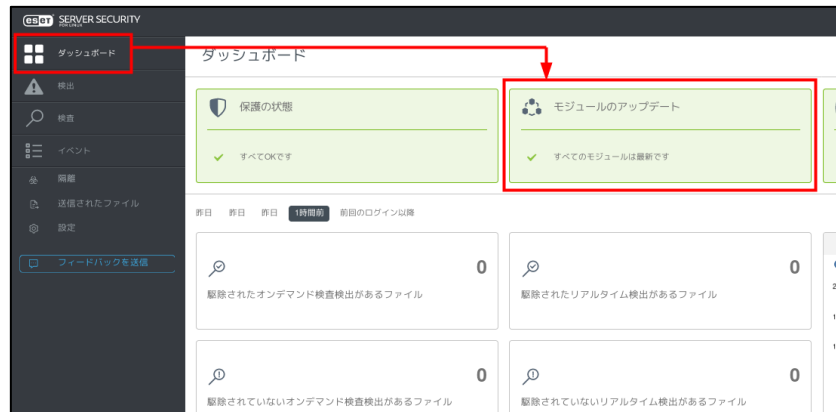 eset SERVER SECURITY
FOR LINUX
ダッシュボード
検出
検査
イベント
隔離
送信されたファイル
設定
フィードバックを送信
ダッシュボード
保護の状態
すべてOKです
モジュールのアップデート
すべてのモジュールは最新です
昨日 昨日 昨日 1時間前 前回のログイン以降
0
駆除されたオンデマンド検査検出があるファイル
0
駆除されたリアルタイム検出があるファイル
0
駆除されていないオンデマンド検査検出があるファイル
0
駆除されていないリアルタイム検出があるファイル
2
1
1